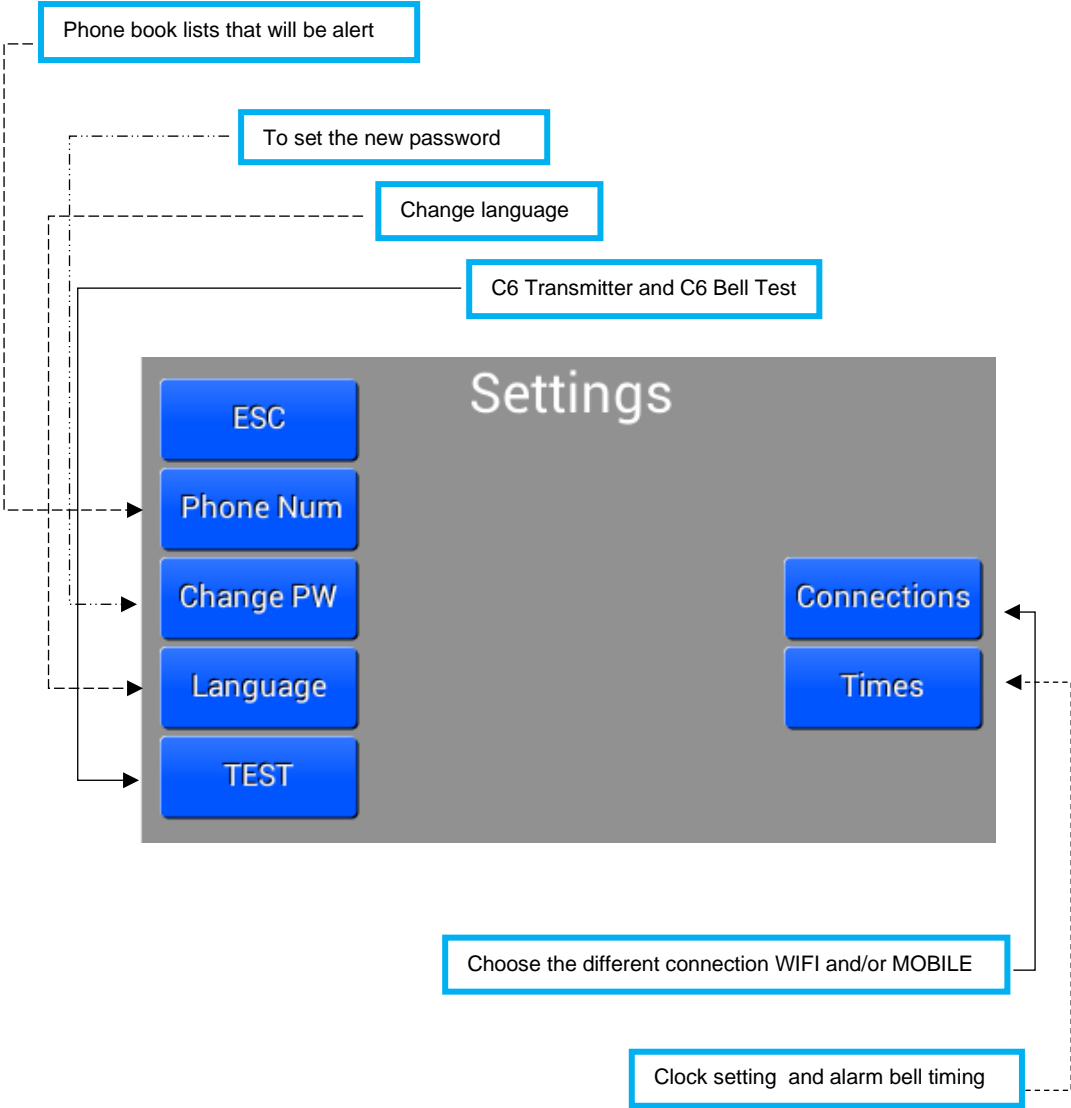 Phone book lists that will be alert
To set the new password
Change language
C6 Transmitter and C6 Bell Test
Settings
ESC
Phone Num
Change PW
Connections
Language
Times
TEST
Choose the different connection WIFI and/or MOBILE
Clock setting  and alarm bell timing